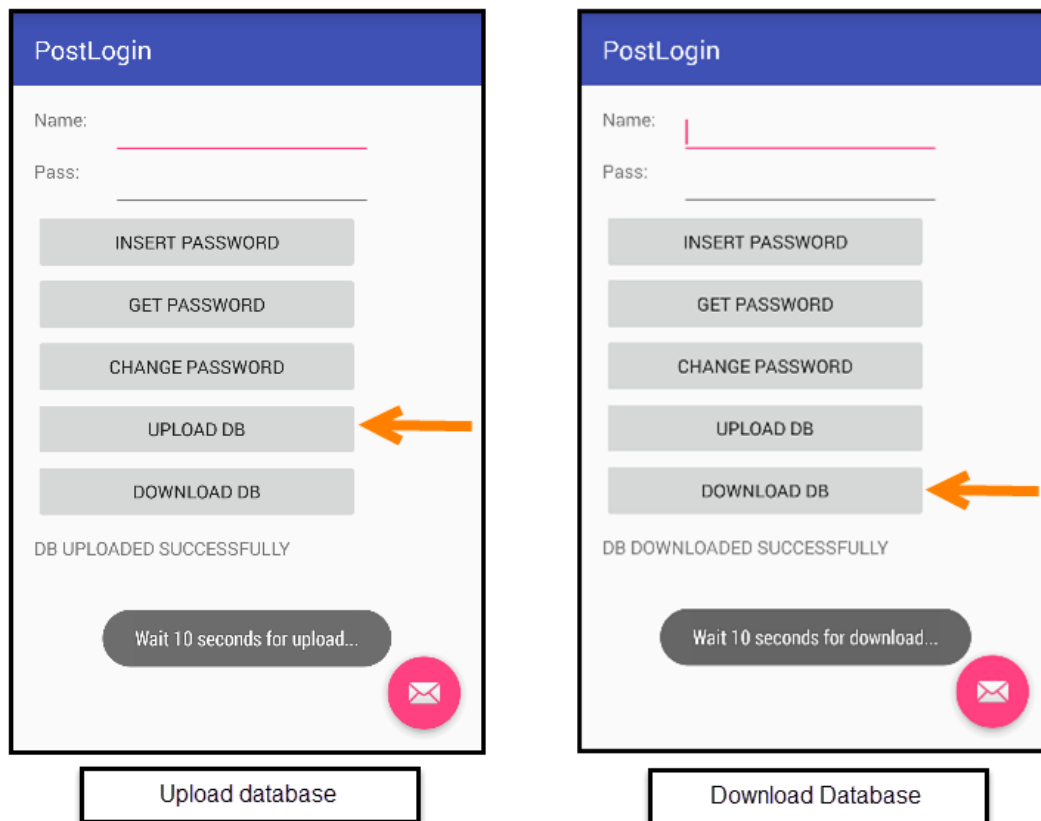 PostLogin
Name:
Pass:
INSERT PASSWORD
GET PASSWORD
CHANGE PASSWORD
UPLOAD DB
DOWNLOAD DB
DB UPLOADED SUCCESSFULLY
Wait 10 seconds for upload...
Upload database
PostLogin
Name:
Pass:
INSERT PASSWORD
GET PASSWORD
CHANGE PASSWORD
UPLOAD DB
DOWNLOAD DB
DB DOWNLOADED SUCCESSFULLY
Wait 10 seconds for download...
Download Database